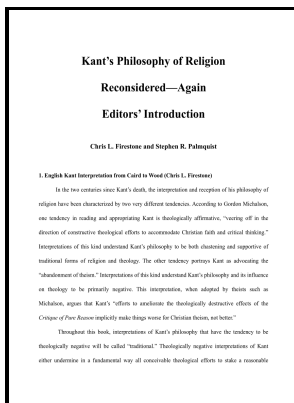 Kant's Philosophy of Religion
Reconsidered—Again
Editors' Introduction
Chris L. Firestone and Stephen R. Palmquist
1. English Kant Interpretation from Caird to Wood (Chris L. Firestone)
In the two centuries since Kant's death, the interpretation and reception of his philosophy of
religion have been characterized by two very different tendencies. According to Gordon Michalson,
one tendency in reading and appropriating Kant is theologically affirmative, "veering off in the
direction of constructive theological efforts to accommodate Christian faith and critical thinking."
Interpretations of this kind understand Kant's philosophy to be both chastening and supportive of
traditional forms of religion and theology. The other tendency portrays Kant as advocating the
"abandonment of theism." Interpretations of this kind understand Kant's philosophy and its influence
on theology to be primarily negative. This interpretation, when adopted by theists such as
Michalson, argues that Kant's "efforts to ameliorate the theologically destructive effects of the
Critique of Pure Reason implicitly make things worse for Christian theism, not better."
Throughout this book, interpretations of Kant's philosophy that have the tendency to be
theologically negative will be called "traditional." Theologically negative interpretations of Kant
either undermine in a fundamental way all conceivable theological efforts to stake a reasonable